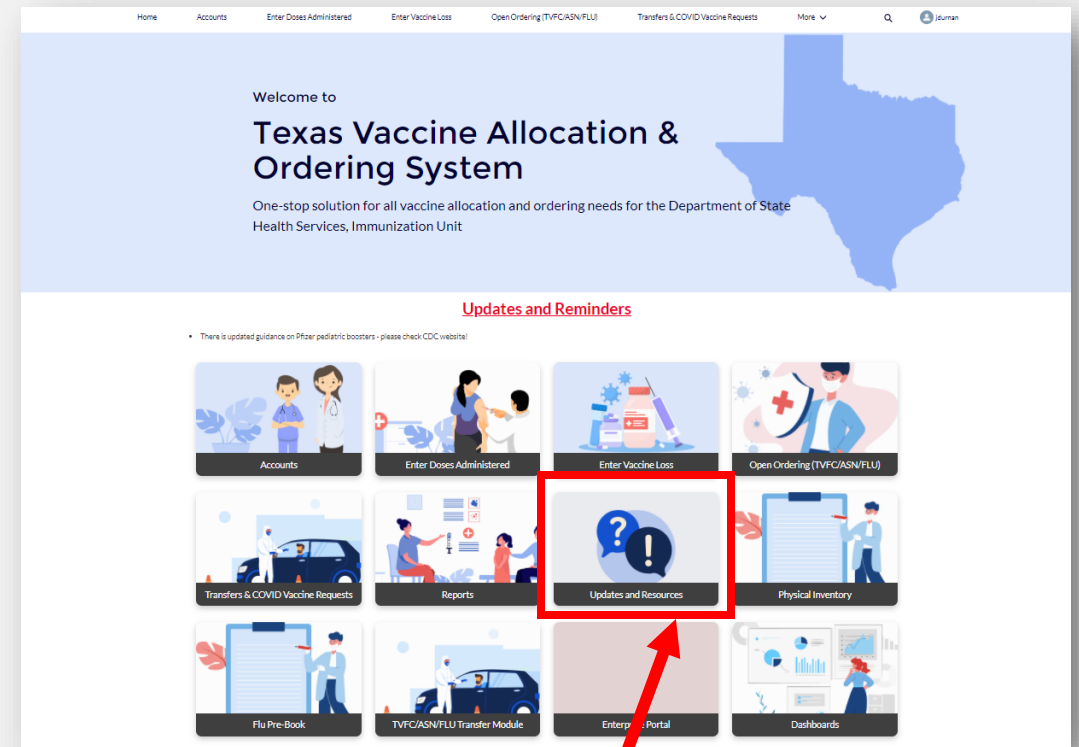 Home Accounts Enter Doses Administered Enter Vaccine Loss Open Ordering (TVFC/ASN/FLU) Transfers & COVID Vaccine Requests More jdurnan
Welcome to
Texas Vaccine Allocation &
Ordering System
One-stop solution for all vaccine allocation and ordering needs for the Department of State
Health Services, Immunization Unit
Updates and Reminders
• There is updated guidance on Pfizer pediatric boosters - please check CDC website!
Accounts Enter Doses Administered Enter Vaccine Loss Open Ordering (TVFC/ASN/FLU)
Transfers & COVID Vaccine Requests Reports Updates and Resources Physical Inventory
Flu Pre-Book TVFC/ASN/FLU Transfer Module Portal Dashboards